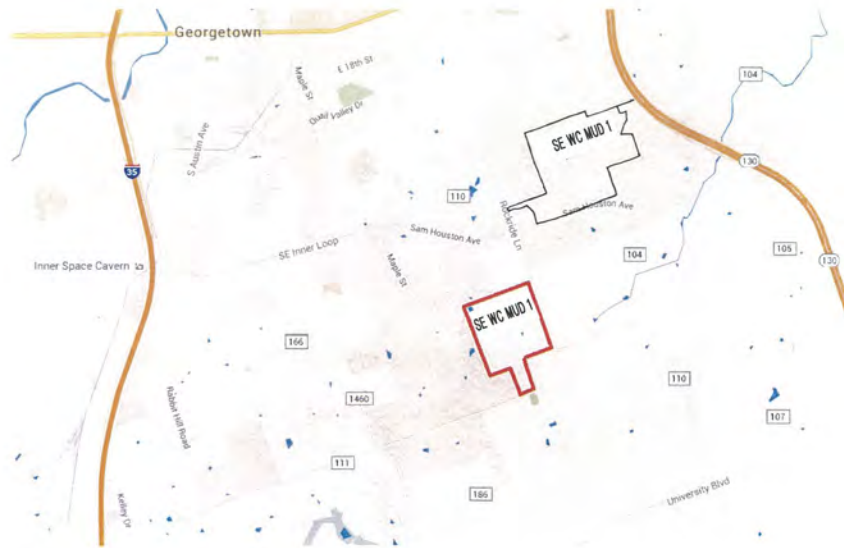 Georgetown
E 18th St
Maple St
Quail Valley Dr
S Austin Ave
104
SE WC MUD 1
130
35
110
Rockride Ln
Sam Houston Ave
Sam Houston Ave
SE Inner Loop
104
105
130
Inner Space Cavern
Maple St
SE WC MUD 1
166
110
1460
107
Rabbit Hill Road
111
186
University Blvd
Kelley Dr